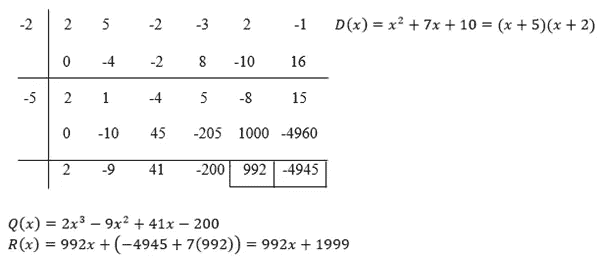 -2 2 5 -2 -3 2 -1 D(x) = x² + 7x + 10 = (x + 5)(x + 2)
0 -4 -2 8 -10 16
-5 2 1 -4 5 -8 15
0 -10 45 -205 1000 -4960
2 -9 41 -200 992 -4945
Q(x) = 2x³ − 9x² + 41x − 200
R(x) = 992x + (−4945 + 7(992)) = 992x + 1999